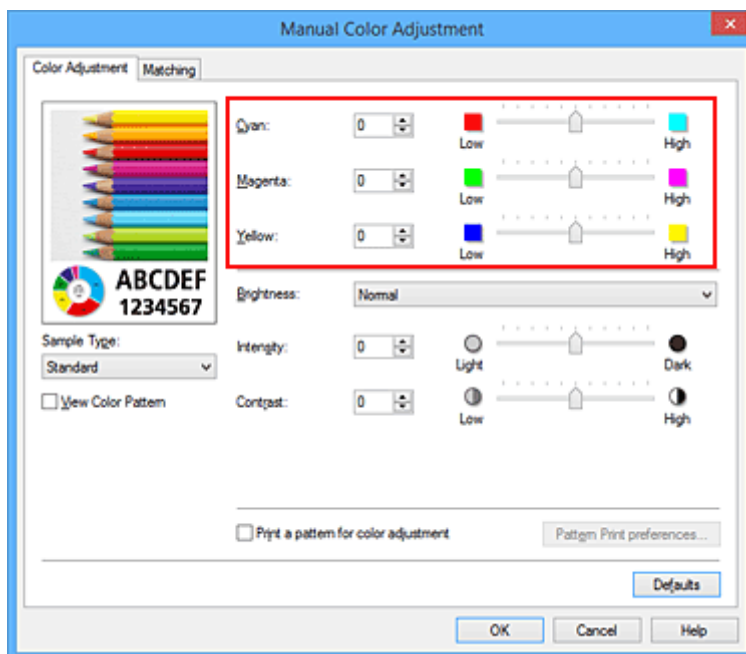 Manual Color Adjustment
Color Adjustment Matching
Cyan: 0 Low High
Magenta: 0 Low High
Yellow: 0 Low High
ABCDEF
1234567
Brightness: Normal
Sample Type:
Standard
Intensity: 0 Light Dark
View Color Pattern
Contrast: 0 Low High
Print a pattern for color adjustment Pattern Print preferences...
Defaults
OK Cancel Help